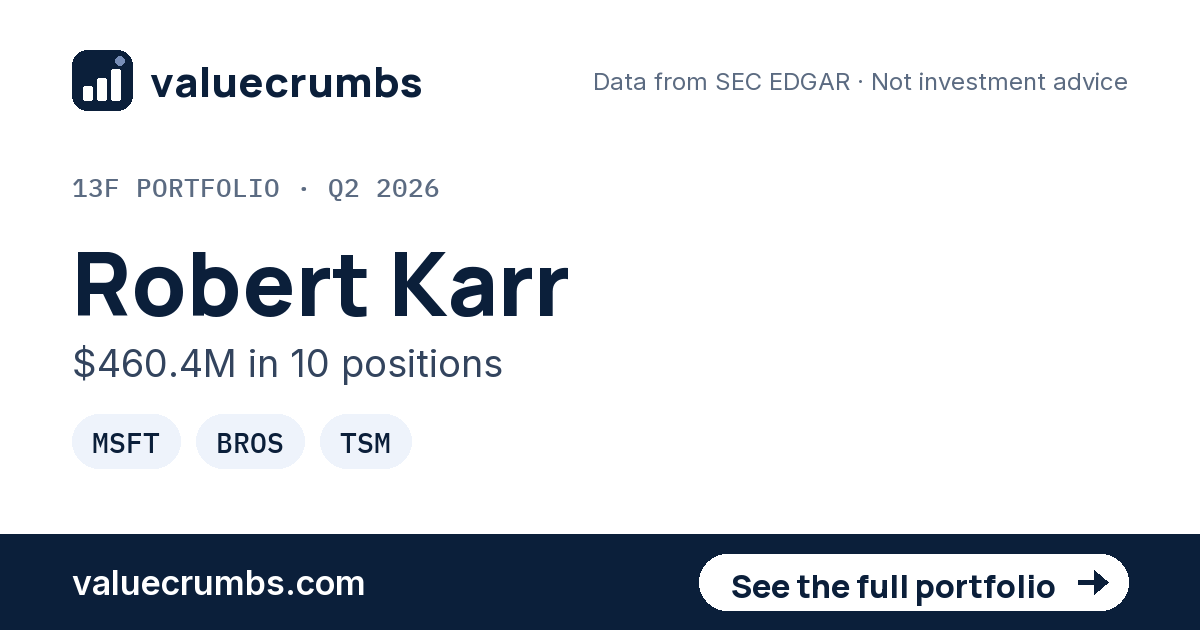 valuecrumbs
Data from SEC EDGAR · Not investment advice
13F PORTFOLIO · Q2 2026
Robert Karr
$460.4M in 10 positions
MSFT BROS TSM
valuecrumbs.com
See the full portfolio →